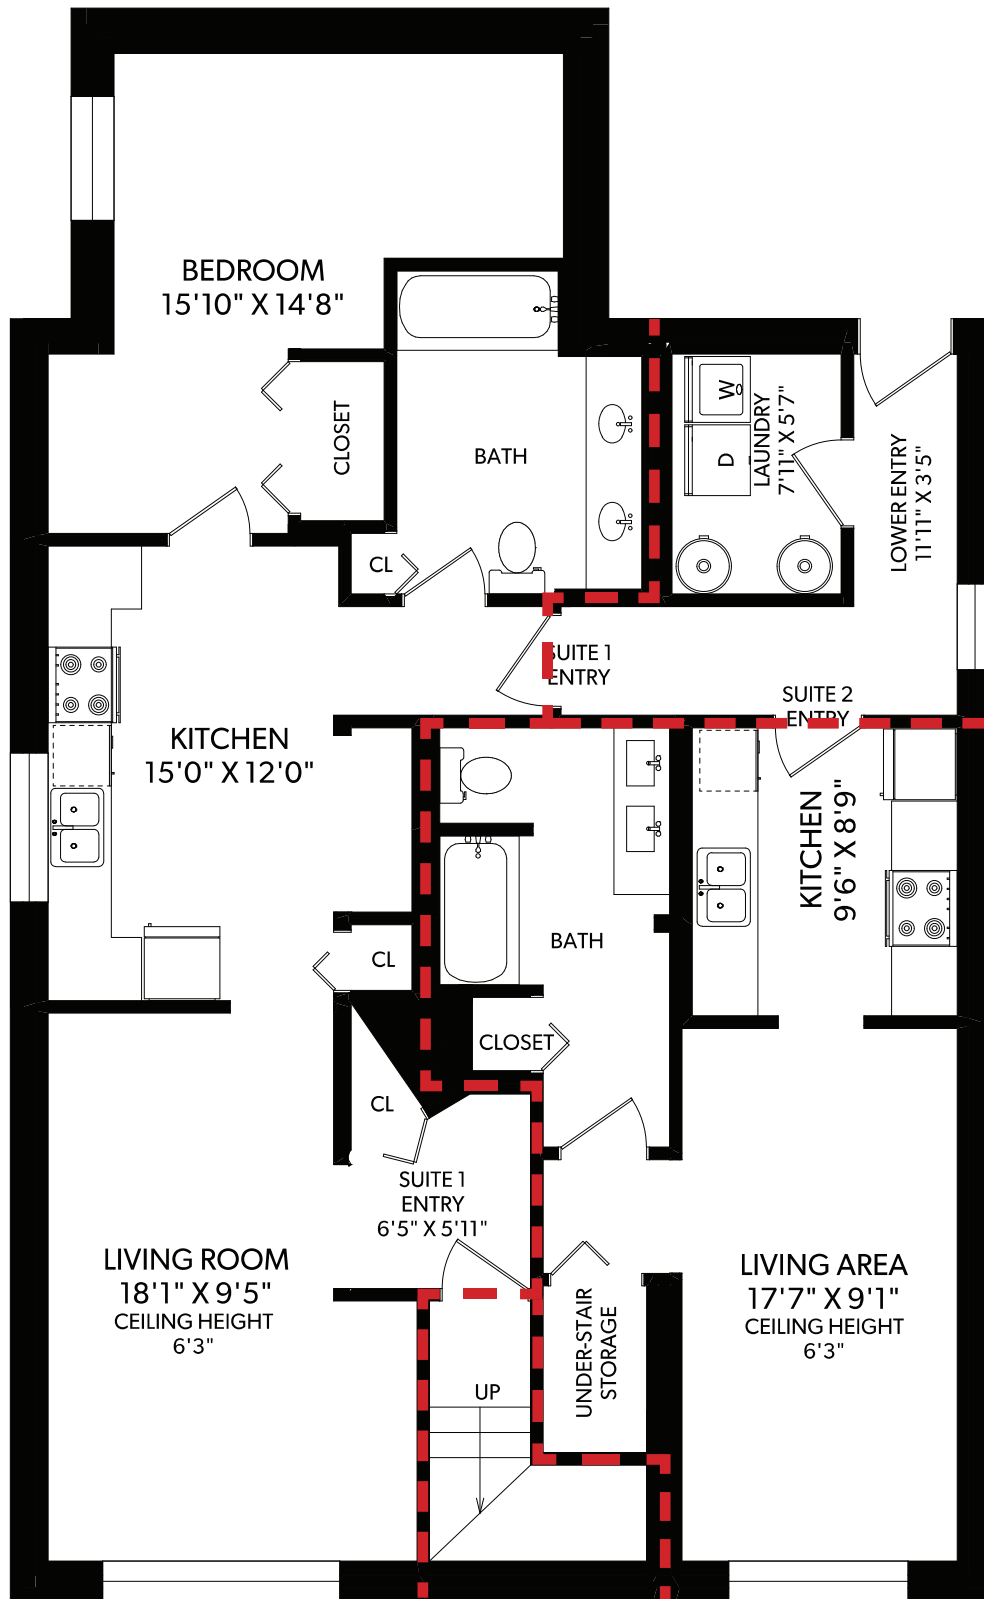 BEDROOM
15'10" X 14'8"
CLOSET
BATH
CL
W
D
LAUNDRY
7'11" X 5'7"
LOWER ENTRY
11'11" X 3'5"
SUITE 1
ENTRY
SUITE 2
ENTRY
KITCHEN
15'0" X 12'0"
KITCHEN
9'6" X 8'9"
BATH
CL
CLOSET
CL
SUITE 1
ENTRY
6'5" X 5'11"
LIVING ROOM
18'1" X 9'5"
CEILING HEIGHT
6'3"
LIVING AREA
17'7" X 9'1"
CEILING HEIGHT
6'3"
UNDER-STAIR
STORAGE
UP